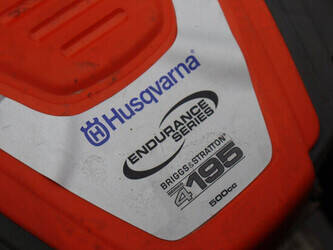 Husqvarna
ENDURANCE
SERIES
BRIGGS&STRATTON®
4195
500cc